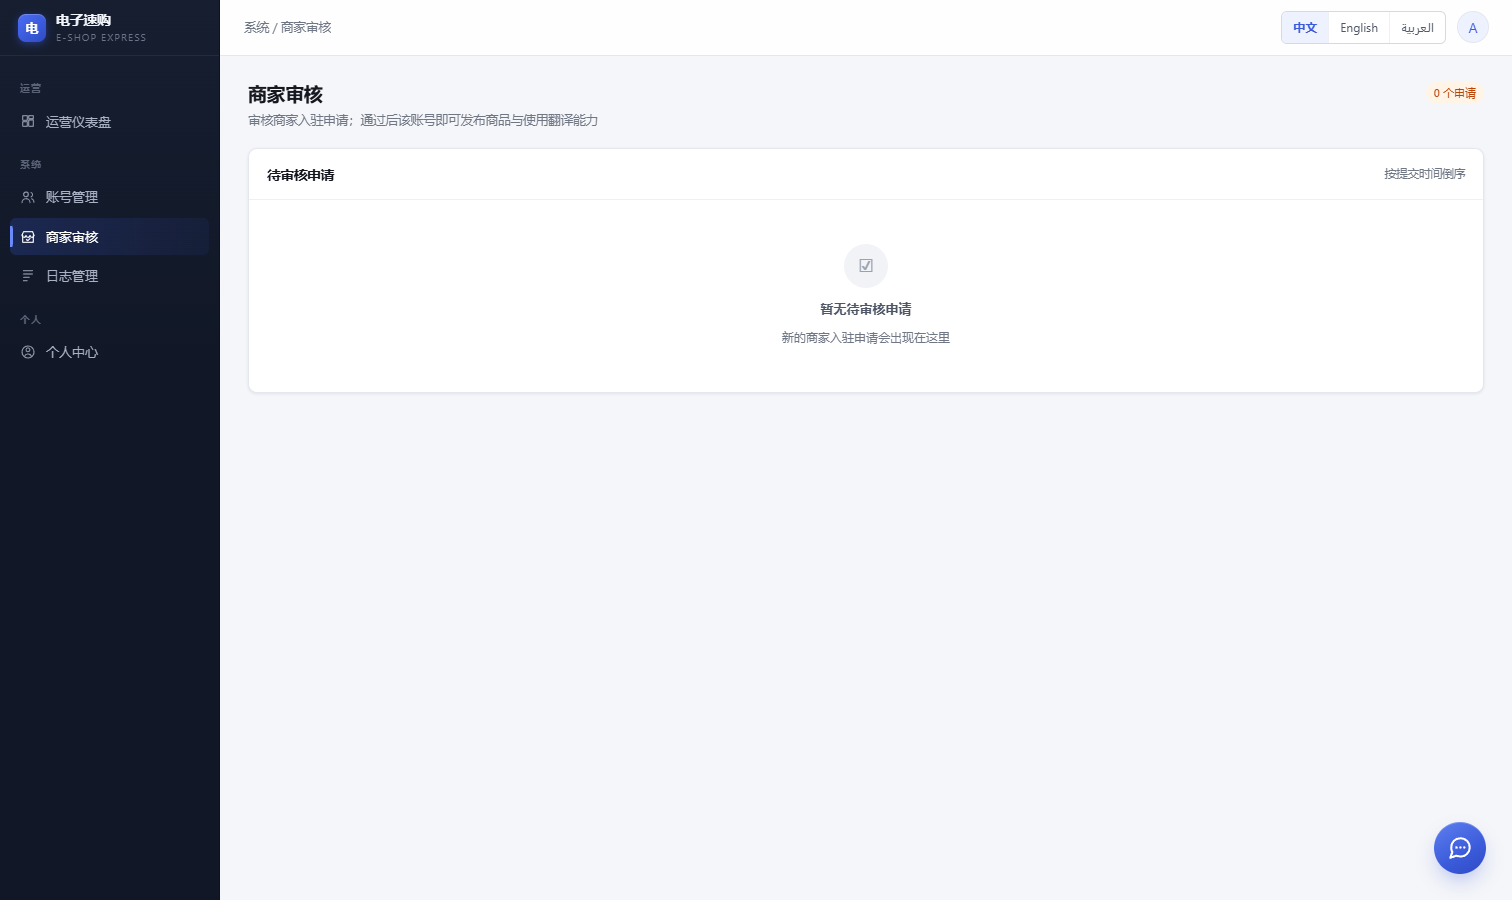 电
电子速购
E-SHOP EXPRESS
系统 / 商家审核
中文
English
العربية
A
运营
运营仪表盘
系统
账号管理
商家审核
日志管理
个人
个人中心
商家审核
审核商家入驻申请；通过后该账号即可发布商品与使用翻译能力
0 个申请
待审核申请
按提交时间倒序
暂无待审核申请
新的商家入驻申请会出现在这里